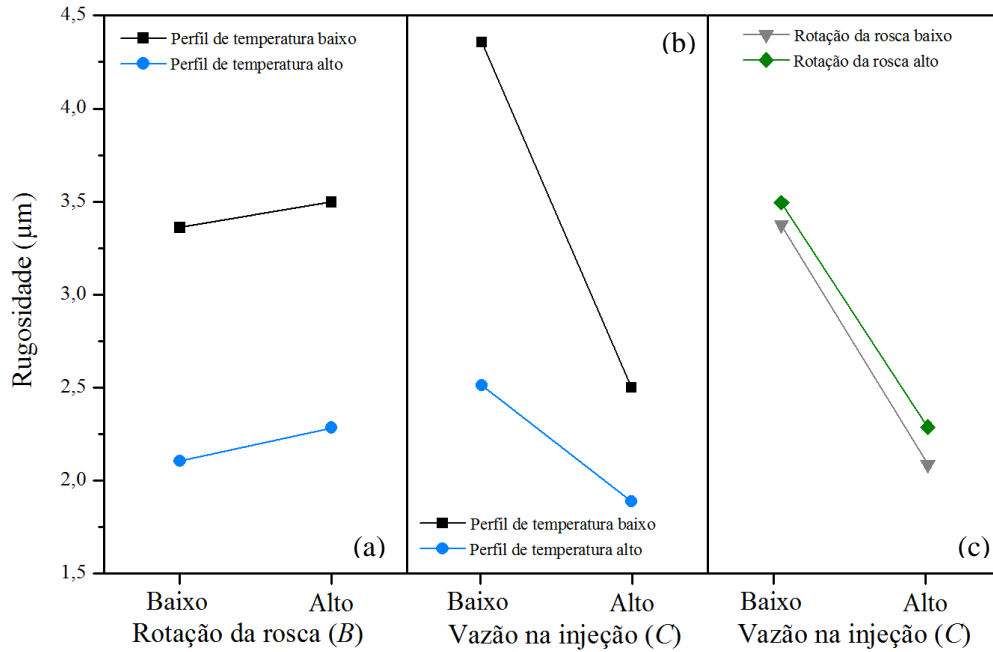 Rugosidade (µm)
4,5
4,0
3,5
3,0
2,5
2,0
1,5
Perfil de temperatura baixo
Perfil de temperatura alto
(a)
Baixo
Alto
Rotação da rosca (B)
(b)
Perfil de temperatura baixo
Perfil de temperatura alto
Baixo
Alto
Vazão na injeção (C)
Rotação da rosca baixo
Rotação da rosca alto
(c)
Baixo
Alto
Vazão na injeção (C)